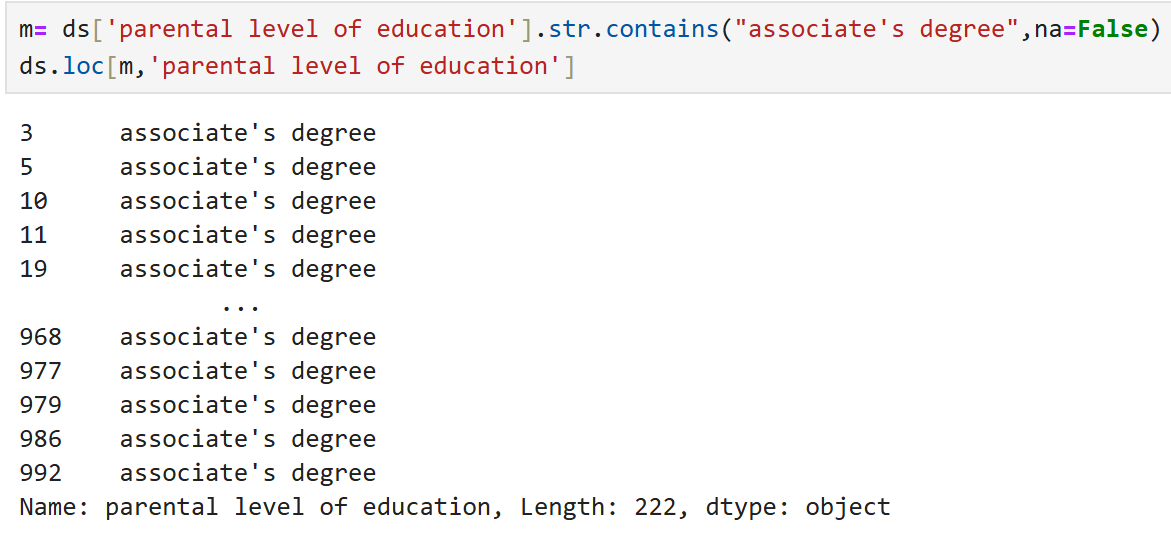 m= ds['parental level of education'].str.contains("associate's degree",na=False)
ds.loc[m,'parental level of education']
3      associate's degree
5      associate's degree
10     associate's degree
11     associate's degree
19     associate's degree
...
968    associate's degree
977    associate's degree
979    associate's degree
986    associate's degree
992    associate's degree
Name: parental level of education, Length: 222, dtype: object